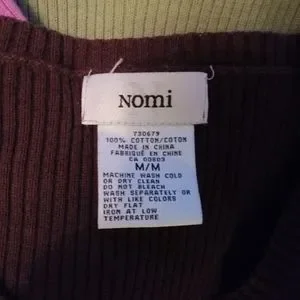 Nomi
730679
100% COTTON/COTON
MADE IN CHINA
FABRIQUÉ EN CHINE
CA 00803
M/M
MACHINE WASH COLD
OR DRY CLEAN
DO NOT BLEACH
WASH SEPARATELY OR
WITH LIKE COLORS
DRY FLAT
IRON AT LOW
TEMPERATURE